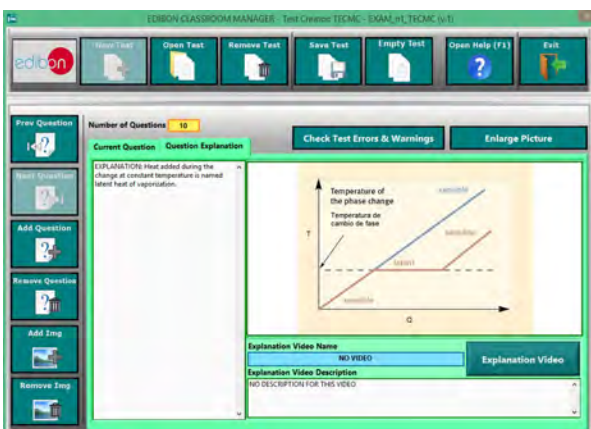 EDIBON CLASSROOM MANAGER - Test Creation TECMC - EXAM_n1_TECMC (v.1)
edibon
New Test
Open Test
Remove Test
Save Test
Empty Test
Open Help (F1)
Exit
Prev Question
Next Question
Add Question
Remove Question
Add Img
Remove Img
Number of Questions 10
Check Test Errors & Warnings
Enlarge Picture
Current Question
Question Explanation
EXPLANATION: Heat added during the
change at constant temperature is named
latent heat of vaporization.
Temperature of
the phase change
Temperatura de
cambio de fase
T
sensible
sensible
latent
sensible
Q
Explanation Video Name
NO VIDEO
Explanation Video
Explanation Video Description
NO DESCRIPTION FOR THIS VIDEO